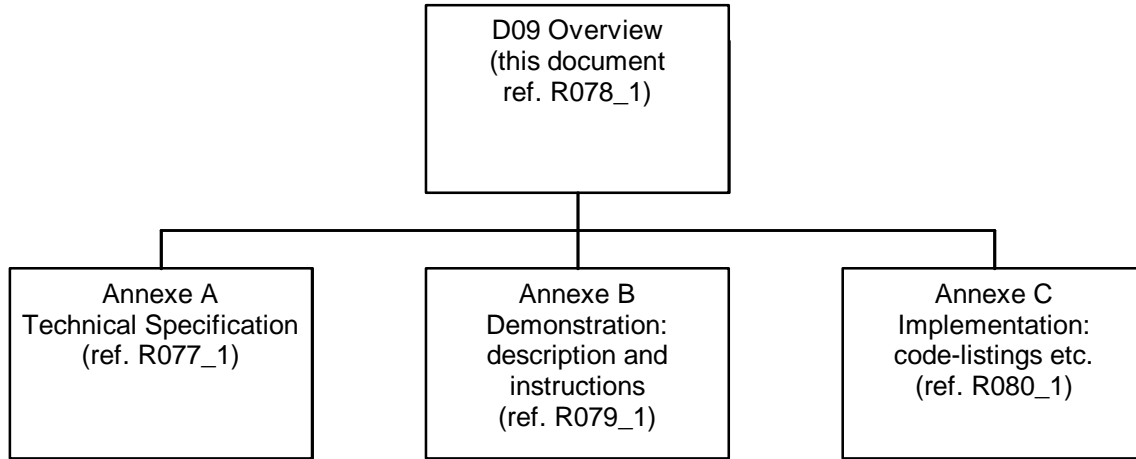 D09 Overview
(this document
ref. R078_1)
Annexe A
Technical Specification
(ref. R077_1)
Annexe B
Demonstration:
description and
instructions
(ref. R079_1)
Annexe C
Implementation:
code-listings etc.
(ref. R080_1)